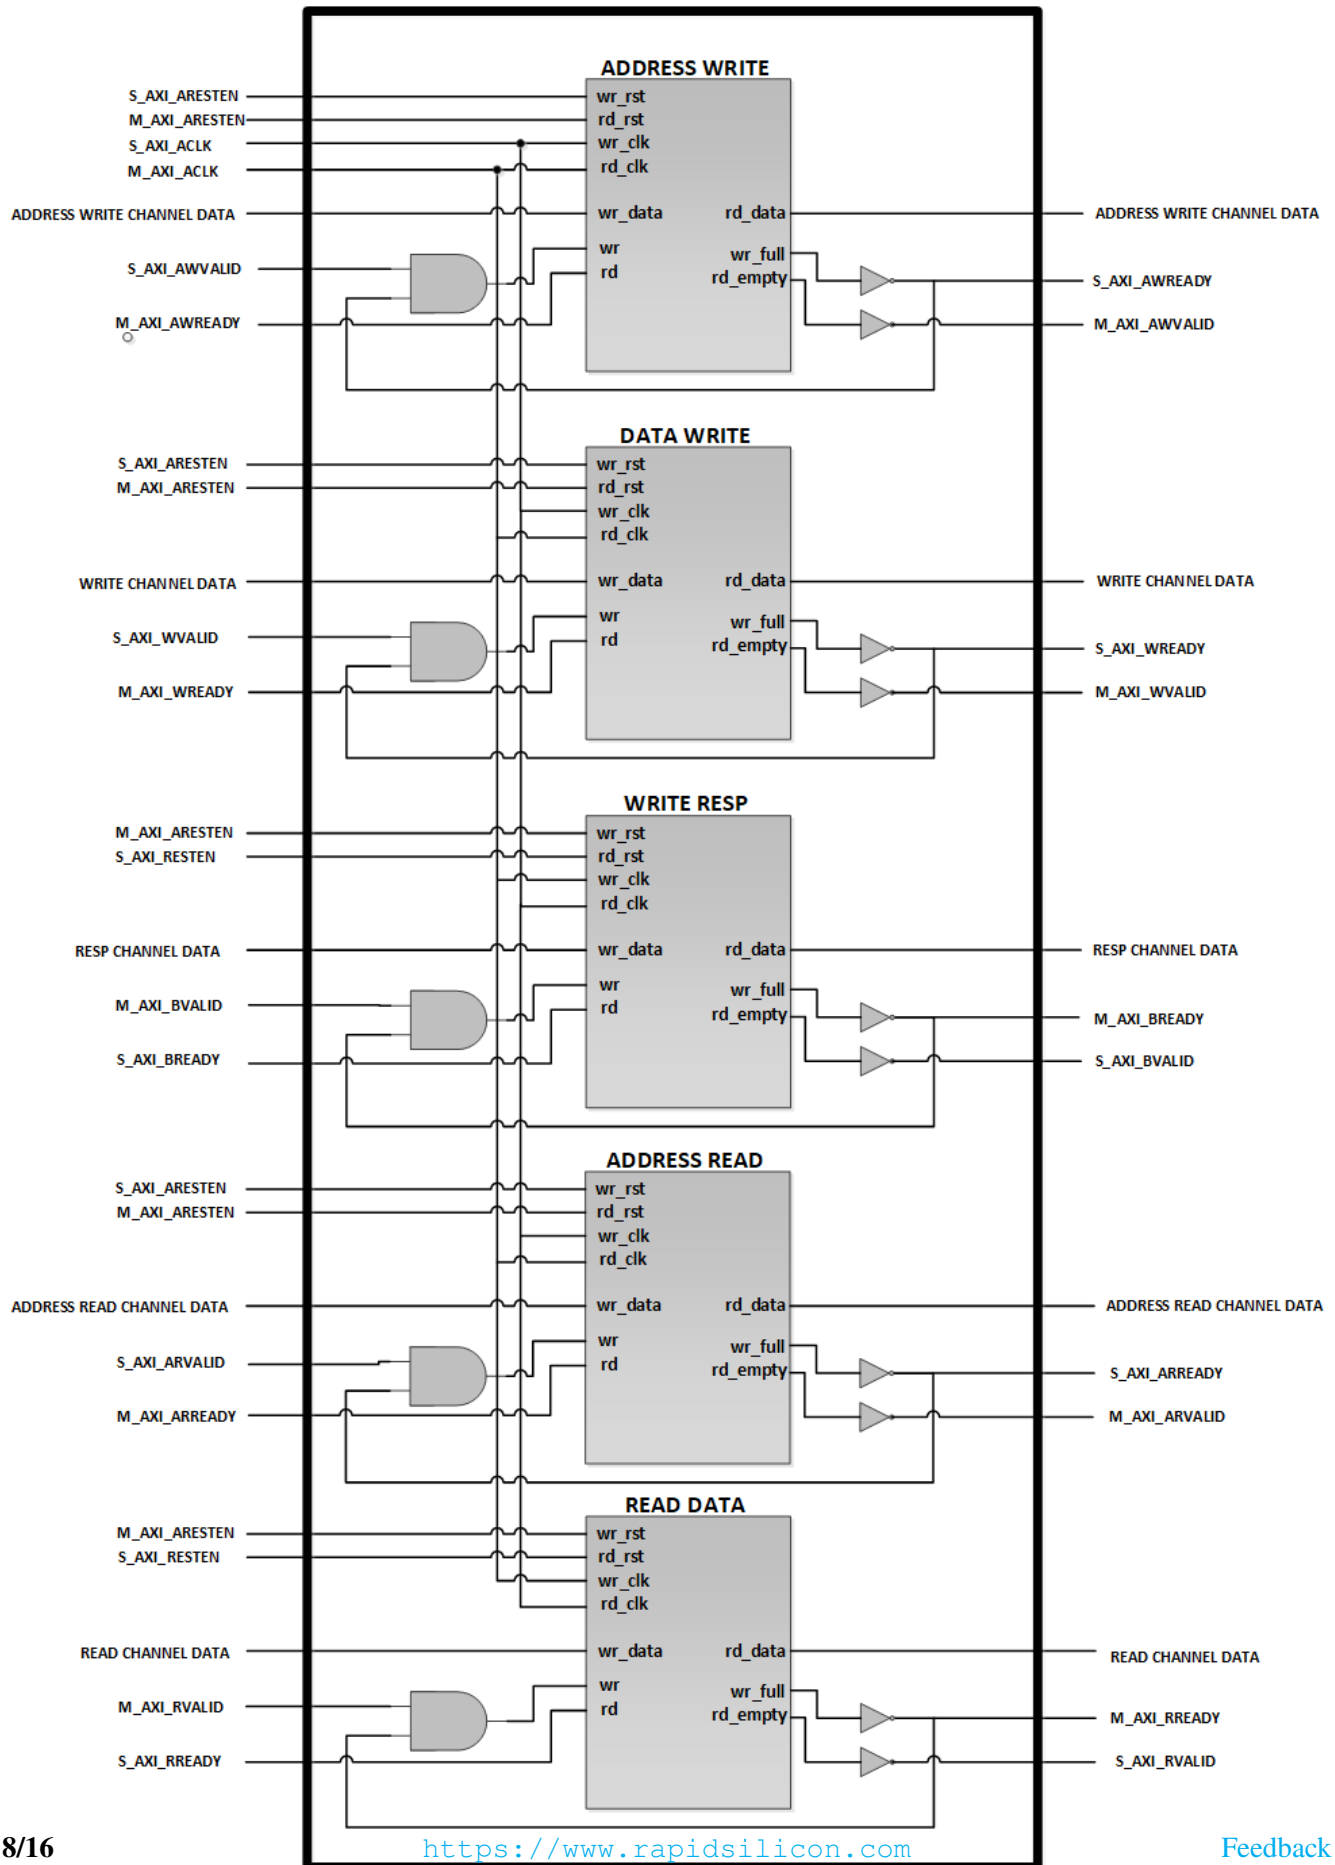 ADDRESS WRITE
S_AXI_ARESTEN wr_rst
M_AXI_ARESTEN rd_rst
S_AXI_ACLK wr_clk
M_AXI_ACLK rd_clk
ADDRESS WRITE CHANNEL DATA wr_data rd_data ADDRESS WRITE CHANNEL DATA
wr wr_full
S_AXI_AWVALID rd rd_empty S_AXI_AWREADY
M_AXI_AWREADY M_AXI_AWVALID
DATA WRITE
S_AXI_ARESTEN wr_rst
M_AXI_ARESTEN rd_rst
wr_clk
rd_clk
WRITE CHANNEL DATA wr_data rd_data WRITE CHANNEL DATA
wr wr_full
S_AXI_WVALID rd rd_empty S_AXI_WREADY
M_AXI_WREADY M_AXI_WVALID
WRITE RESP
M_AXI_ARESTEN wr_rst
S_AXI_RESTEN rd_rst
wr_clk
rd_clk
RESP CHANNEL DATA wr_data rd_data RESP CHANNEL DATA
wr wr_full
M_AXI_BVALID rd rd_empty M_AXI_BREADY
S_AXI_BREADY S_AXI_BVALID
ADDRESS READ
S_AXI_ARESTEN wr_rst
M_AXI_ARESTEN rd_rst
wr_clk
rd_clk
ADDRESS READ CHANNEL DATA wr_data rd_data ADDRESS READ CHANNEL DATA
wr wr_full
S_AXI_ARVALID rd rd_empty S_AXI_ARREADY
M_AXI_ARREADY M_AXI_ARVALID
READ DATA
M_AXI_ARESTEN wr_rst
S_AXI_RESTEN rd_rst
wr_clk
rd_clk
READ CHANNEL DATA wr_data rd_data READ CHANNEL DATA
wr wr_full
M_AXI_RVALID rd rd_empty M_AXI_RREADY
S_AXI_RREADY S_AXI_RVALID
8/16 https://www.rapidsilicon.com Feedback